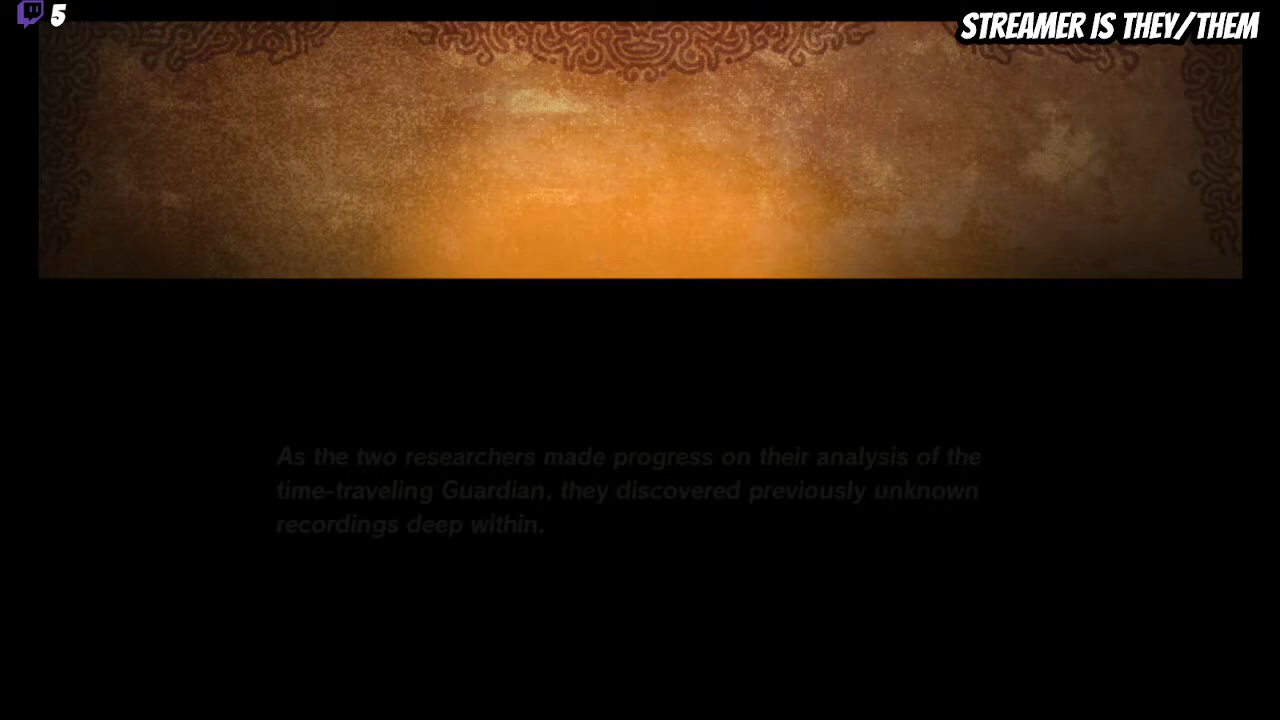 5
STREAMER IS THEY/THEM
As the two researchers made progress on their analysis of the
time-traveling Guardian, they discovered previously unknown
recordings deep within.